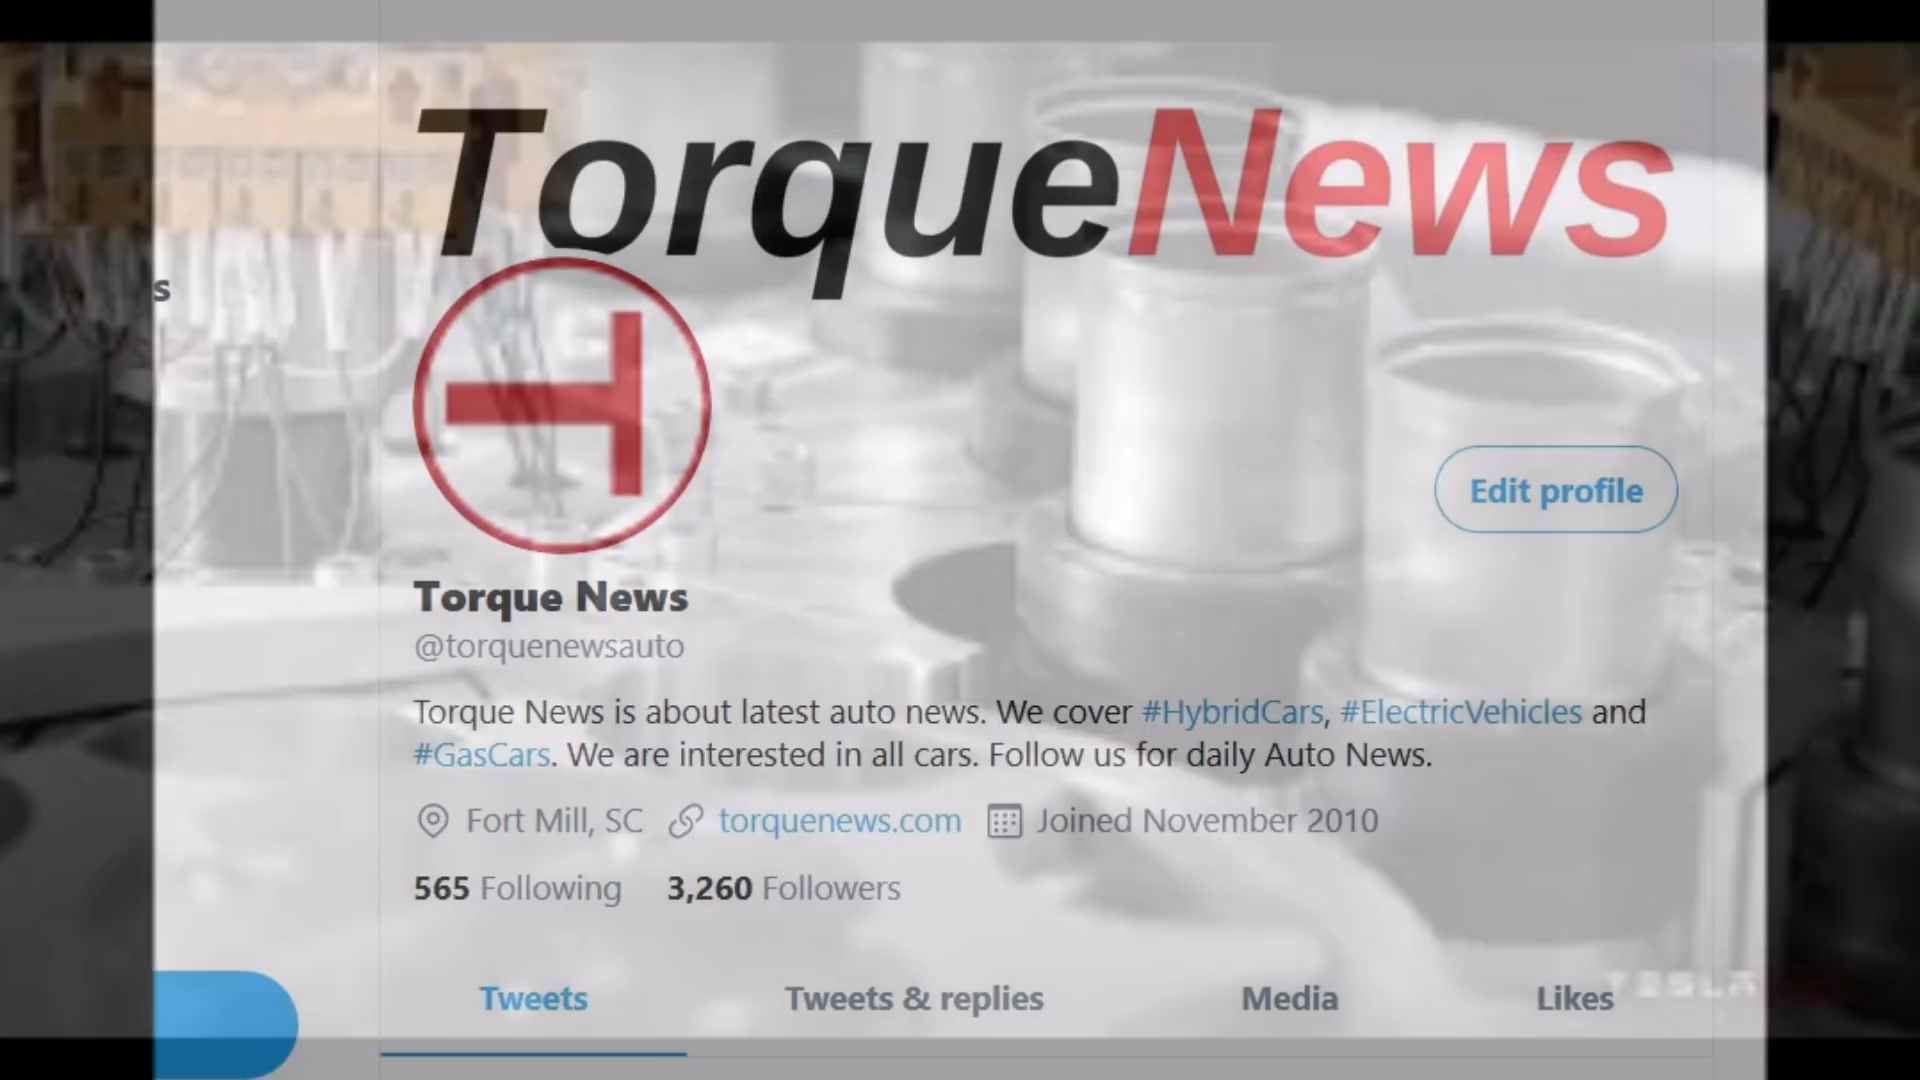 TorqueNews
s
T
Edit profile
Torque News
@torquenewsauto
Torque News is about latest auto news. We cover #HybridCars, #ElectricVehicles and
#GasCars. We are interested in all cars. Follow us for daily Auto News.
Fort Mill, SC torquenews.com Joined November 2010
565 Following 3,260 Followers
Tweets Tweets & replies Media Likes
TESLA